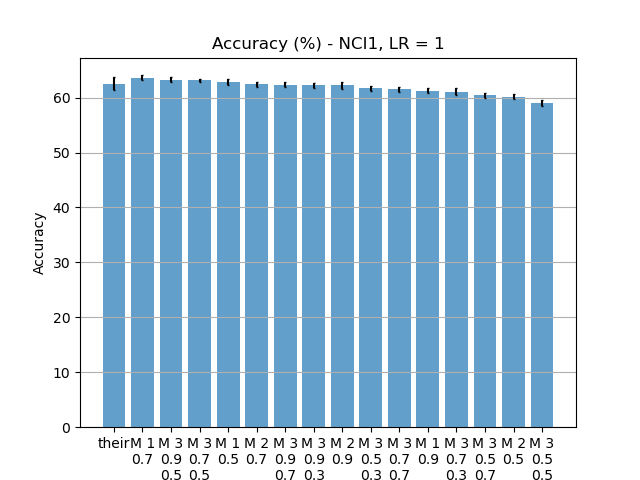 Accuracy (%) - NCI1, LR = 1
Accuracy
60
50
40
30
20
10
0
their M 1 M 3 M 3 M 1 M 2 M 3 M 3 M 2 M 3 M 3 M 1 M 3 M 3 M 2 M 3
0.7 0.9 0.7 0.5 0.7 0.9 0.9 0.9 0.5 0.7 0.9 0.7 0.5 0.5 0.5
0.5 0.5 0.7 0.3 0.3 0.7 0.3 0.7 0.5